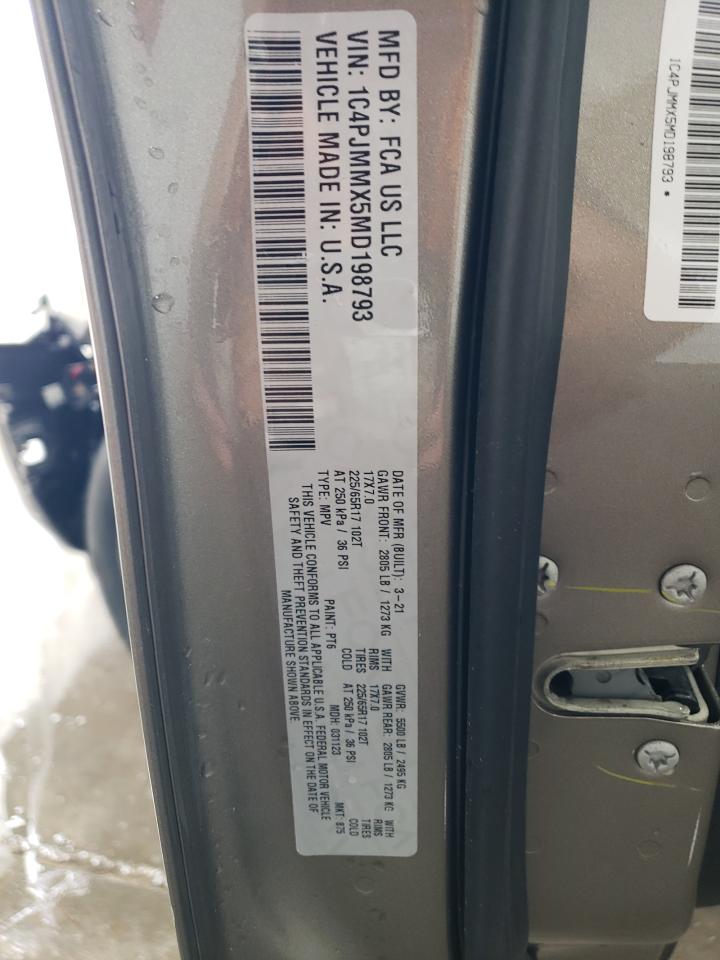 MFD BY: FCA US LLC
VIN: 1C4PJMMX5MD198793
VEHICLE MADE IN: U.S.A.
DATE OF MFR (BUILT): 3-21 GVWR: 5500 LB / 2495 KG
GAWR FRONT: 2805 LB / 1273 KG WITH GAWR REAR: 2805 LB / 1273 KG WITH
17X7.0 RIMS 17X7.0 RIMS
225/65R17 102T TIRES 225/65R17 102T TIRES
AT 250 kPa / 36 PSI COLD AT 250 kPa / 36 PSI COLD
TYPE: MPV PAINT: PT6 MDH: 031123 MKT: 875
THIS VEHICLE CONFORMS TO ALL APPLICABLE U.S.A. FEDERAL MOTOR VEHICLE
SAFETY AND THEFT PREVENTION STANDARDS IN EFFECT ON THE DATE OF
MANUFACTURE SHOWN ABOVE
1C4PJMMX5MD198793 *